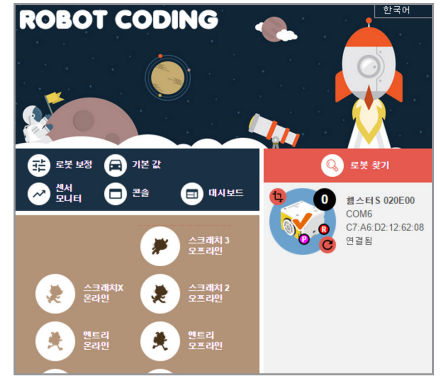 ROBOT CODING
한국어
로봇 보정
기본 값
로봇 찾기
센서
모니터
콘솔
대시보드
햄스터S 020E00
COM6
C7:A6:D2:12:62:08
연결됨
0
R
P
스크래치 3
오프라인
스크래치X
온라인
스크래치 2
오프라인
엔트리
온라인
엔트리
오프라인